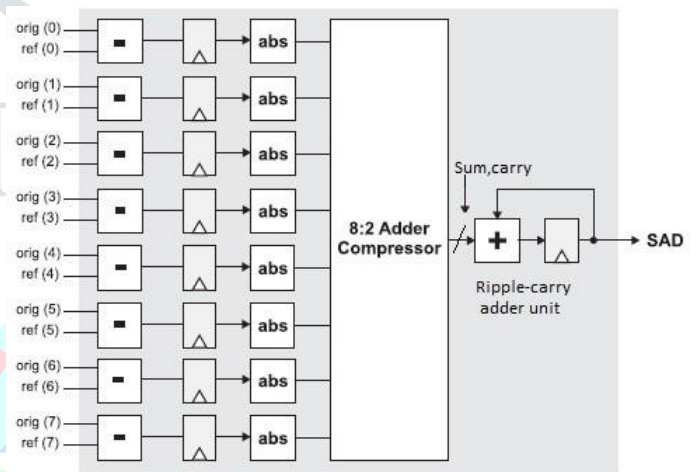 orig (0)
ref (0)
-
abs
orig (1)
ref (1)
-
abs
orig (2)
ref (2)
-
abs
orig (3)
ref (3)
-
abs
orig (4)
ref (4)
-
abs
orig (5)
ref (5)
-
abs
orig (6)
ref (6)
-
abs
orig (7)
ref (7)
-
abs
8:2 Adder
Compressor
Sum,carry
+
SAD
Ripple-carry
adder unit